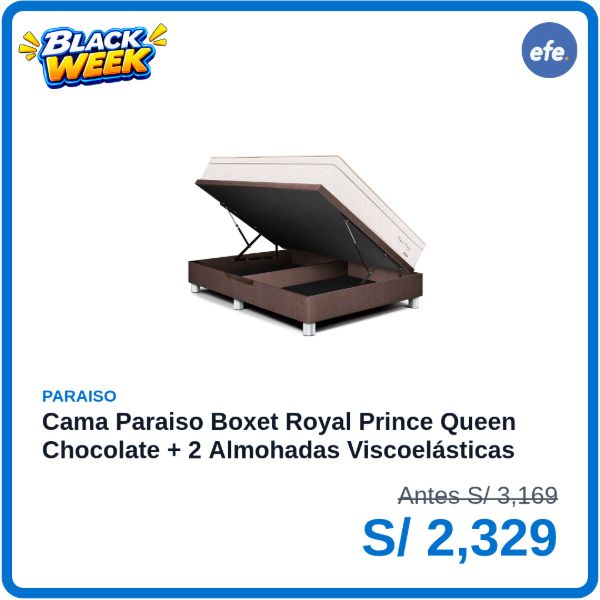 BLACK
WEEK
efe.
PARAISO
Cama Paraiso Boxet Royal Prince Queen
Chocolate + 2 Almohadas Viscoelásticas
Antes S/ 3,169
S/ 2,329